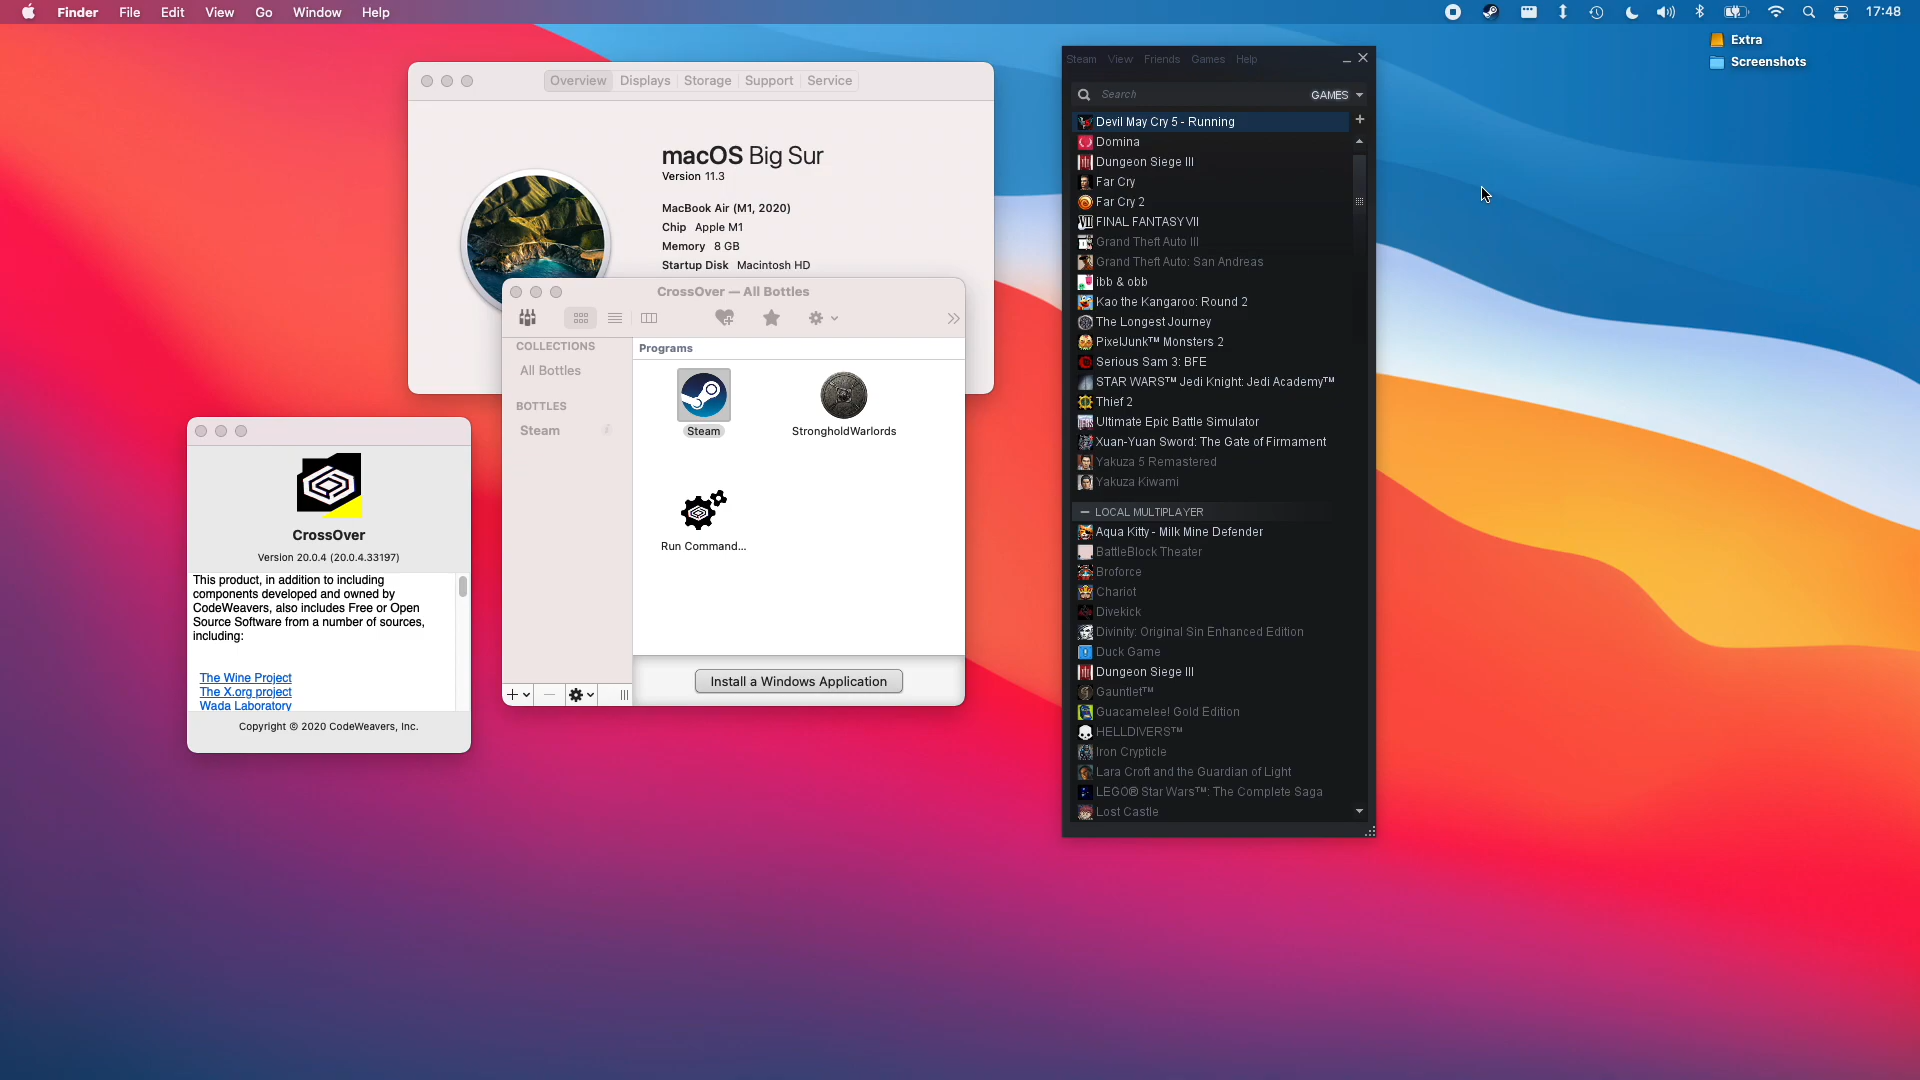 Finder File Edit View Go Window Help
17:48
Extra
Screenshots
Overview Displays Storage Support Service
macOS Big Sur
Version 11.3
MacBook Air (M1, 2020)
Chip Apple M1
Memory 8 GB
Startup Disk Macintosh HD
CrossOver — All Bottles
COLLECTIONS
All Bottles
BOTTLES
Steam
Programs
Steam
StrongholdWarlords
Run Command...
Install a Windows Application
CrossOver
Version 20.0.4 (20.0.4.33197)
This product, in addition to including
components developed and owned by
CodeWeavers, also includes Free or Open
Source Software from a number of sources,
including:
The Wine Project
The X.org project
Wada Laboratory
Copyright © 2020 CodeWeavers, Inc.
Steam View Friends Games Help
Search GAMES
Devil May Cry 5 - Running
Domina
Dungeon Siege III
Far Cry
Far Cry 2
FINAL FANTASY VII
Grand Theft Auto III
Grand Theft Auto: San Andreas
ibb & obb
Kao the Kangaroo: Round 2
The Longest Journey
PixelJunk™ Monsters 2
Serious Sam 3: BFE
STAR WARS™ Jedi Knight: Jedi Academy™
Thief 2
Ultimate Epic Battle Simulator
Xuan-Yuan Sword: The Gate of Firmament
Yakuza 5 Remastered
Yakuza Kiwami
LOCAL MULTIPLAYER
Aqua Kitty - Milk Mine Defender
BattleBlock Theater
Broforce
Chariot
Divekick
Divinity: Original Sin Enhanced Edition
Duck Game
Dungeon Siege III
Gauntlet™
Guacamelee! Gold Edition
HELLDIVERS™
Iron Crypticle
Lara Croft and the Guardian of Light
LEGO® Star Wars™: The Complete Saga
Lost Castle